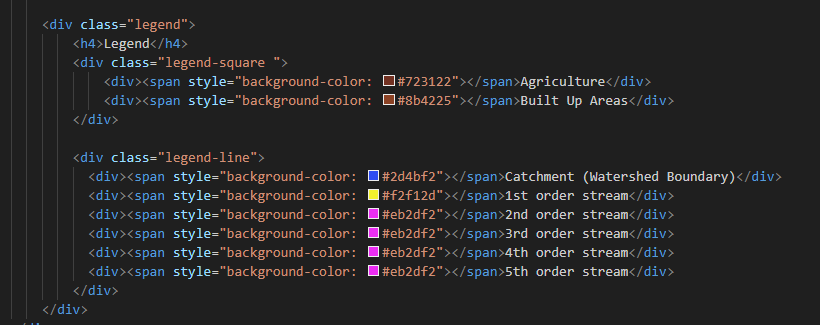 <div class="legend">
<h4>Legend</h4>
<div class="legend-square ">
<div><span style="background-color: #723122"></span>Agriculture</div>
<div><span style="background-color: #8b4225"></span>Built Up Areas</div>
</div>
<div class="legend-line">
<div><span style="background-color: #2d4bf2"></span>Catchment (Watershed Boundary)</div>
<div><span style="background-color: #f2f12d"></span>1st order stream</div>
<div><span style="background-color: #eb2df2"></span>2nd order stream</div>
<div><span style="background-color: #eb2df2"></span>3rd order stream</div>
<div><span style="background-color: #eb2df2"></span>4th order stream</div>
<div><span style="background-color: #eb2df2"></span>5th order stream</div>
</div>
</div>